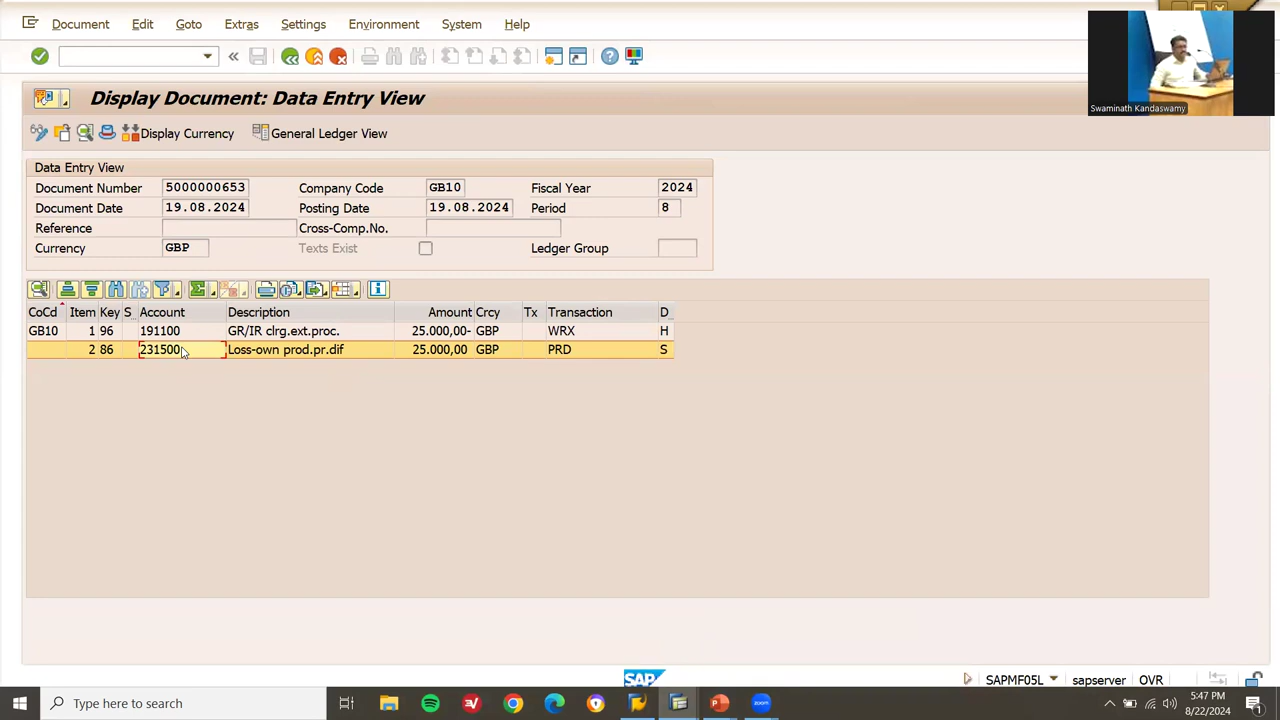 Document Edit Goto Extras Settings Environment System Help
Swaminath Kandaswamy
Display Document: Data Entry View
Display Currency General Ledger View
Data Entry View
Document Number 5000000653 Company Code GB10 Fiscal Year 2024
Document Date 19.08.2024 Posting Date 19.08.2024 Period 8
Reference Cross-Comp.No.
Currency GBP Texts Exist Ledger Group
CoCd Item Key S.. Account Description Amount Crcy Tx Transaction D..
GB10 1 96 191100 GR/IR clrg.ext.proc. 25.000,00- GBP WRX H
2 86 231500 Loss-own prod.pr.dif 25.000,00 GBP PRD S
SAP
SAPMF05L sapserver OVR
Type here to search
5:47 PM
8/22/2024